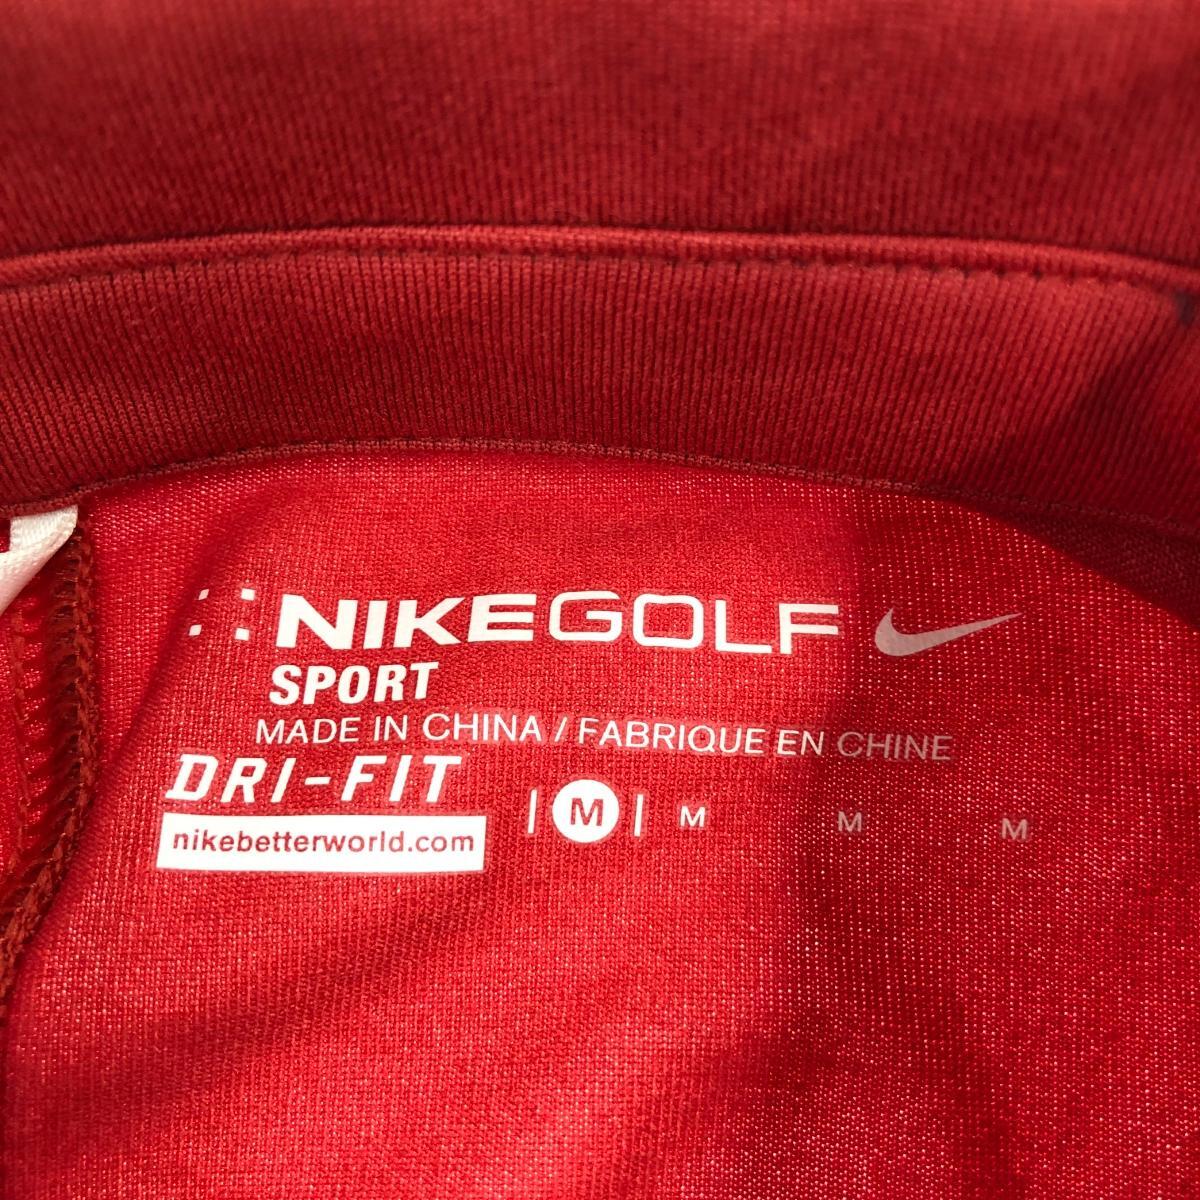 NIKEGOLF
SPORT
MADE IN CHINA / FABRIQUE EN CHINE
DRI-FIT
nikebetterworld.com
| M | M M M